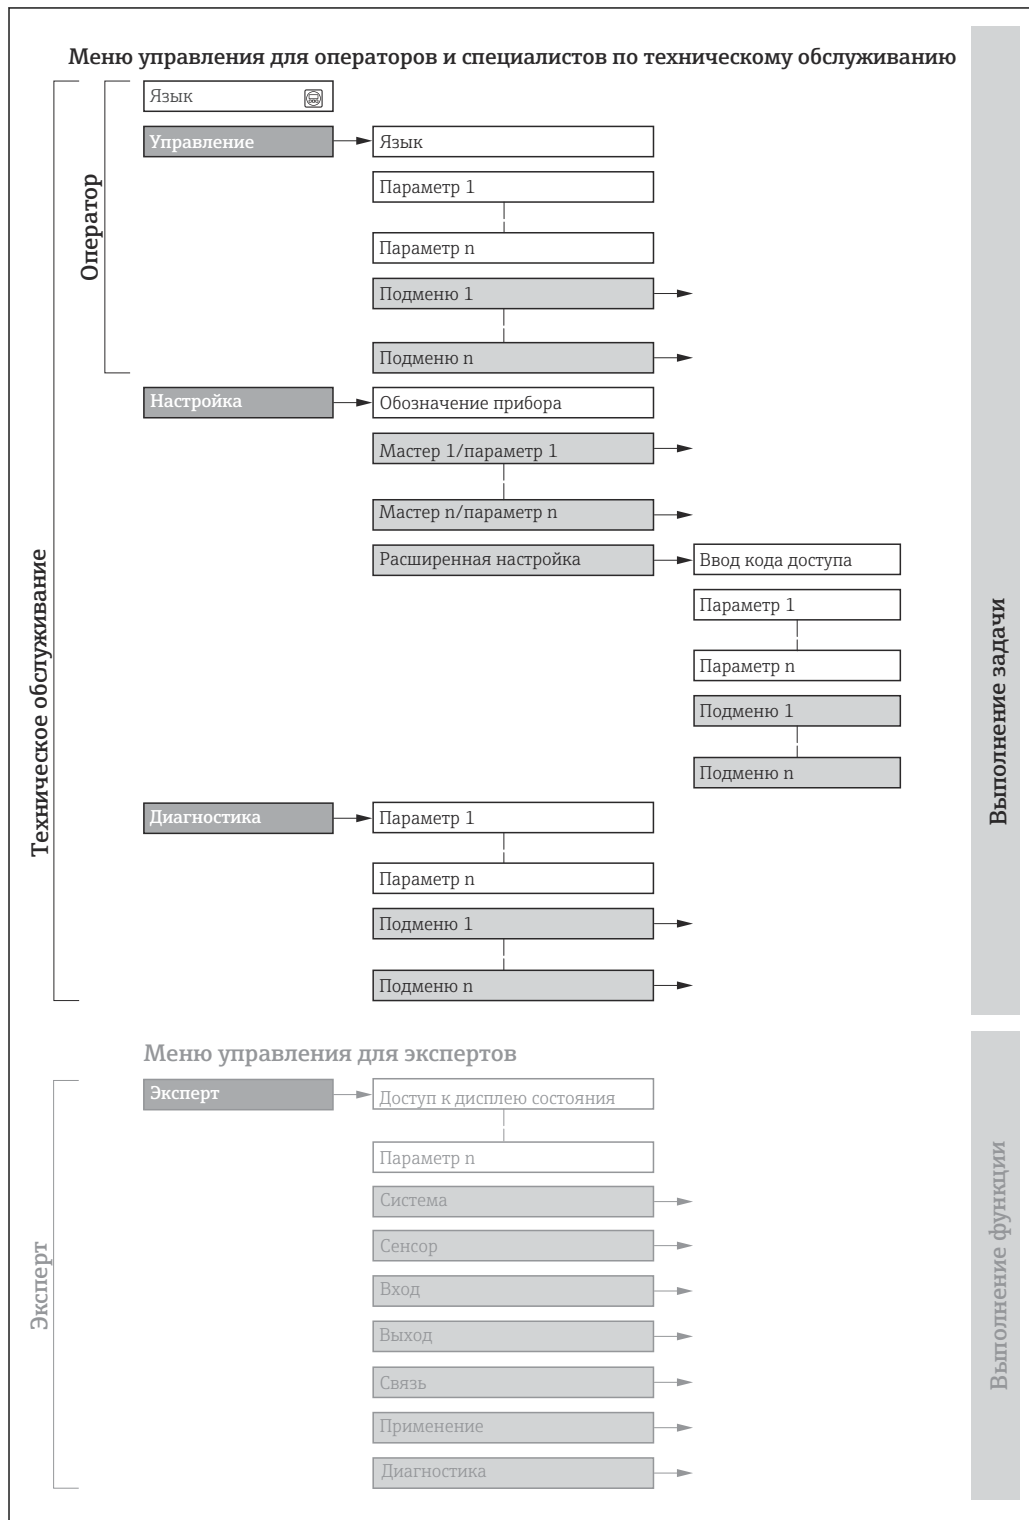 Меню управления для операторов и специалистов по техническому обслуживанию
Язык
Управление
Язык
Параметр 1
Параметр n
Подменю 1
Подменю n
Оператор
Настройка
Обозначение прибора
Мастер 1/параметр 1
Мастер n/параметр n
Расширенная настройка
Ввод кода доступа
Параметр 1
Параметр n
Подменю 1
Подменю n
Диагностика
Параметр 1
Параметр n
Подменю 1
Подменю n
Техническое обслуживание
Выполнение задачи
Меню управления для экспертов
Эксперт
Доступ к дисплею состояния
Параметр n
Система
Сенсор
Вход
Выход
Связь
Применение
Диагностика
Эксперт
Выполнение функции